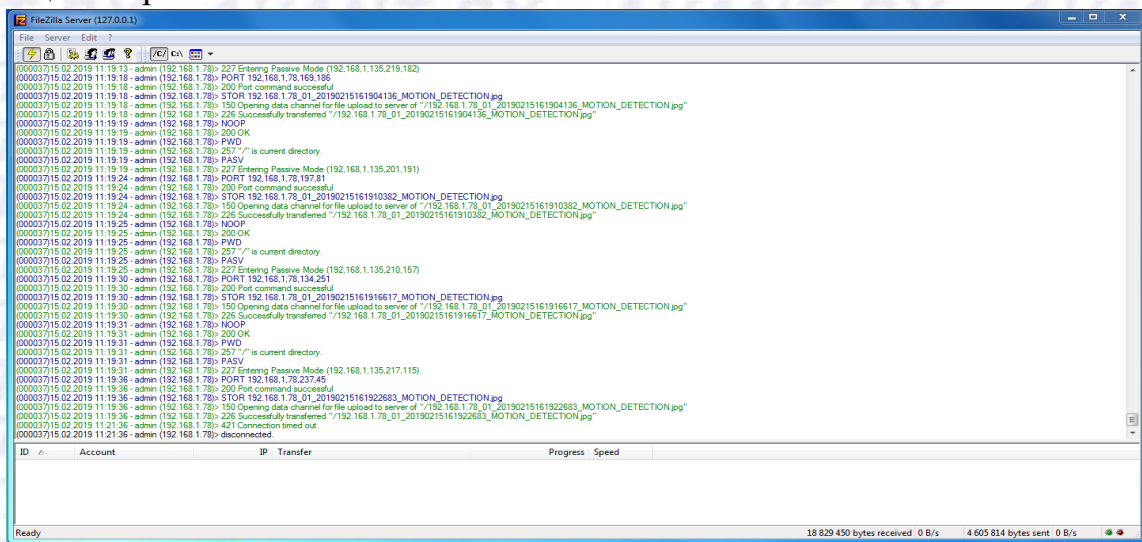 FileZilla Server (127.0.0.1)
File Server Edit ?
/C/ C:\
(000037)15.02.2019 11:19:13 - admin (192.168.1.78)> 227 Entering Passive Mode (192,168,1,135,219,182)
(000037)15.02.2019 11:19:18 - admin (192.168.1.78)> PORT 192,168,1,78,169,186
(000037)15.02.2019 11:19:18 - admin (192.168.1.78)> 200 Port command successful
(000037)15.02.2019 11:19:18 - admin (192.168.1.78)> STOR 192.168.1.78_01_20190215161904136_MOTION_DETECTION.jpg
(000037)15.02.2019 11:19:18 - admin (192.168.1.78)> 150 Opening data channel for file upload to server of "/192.168.1.78_01_20190215161904136_MOTION_DETECTION.jpg"
(000037)15.02.2019 11:19:18 - admin (192.168.1.78)> 226 Successfully transferred "/192.168.1.78_01_20190215161904136_MOTION_DETECTION.jpg"
(000037)15.02.2019 11:19:19 - admin (192.168.1.78)> NOOP
(000037)15.02.2019 11:19:19 - admin (192.168.1.78)> 200 OK
(000037)15.02.2019 11:19:19 - admin (192.168.1.78)> PWD
(000037)15.02.2019 11:19:19 - admin (192.168.1.78)> 257 "/" is current directory.
(000037)15.02.2019 11:19:19 - admin (192.168.1.78)> PASV
(000037)15.02.2019 11:19:19 - admin (192.168.1.78)> 227 Entering Passive Mode (192,168,1,135,201,191)
(000037)15.02.2019 11:19:24 - admin (192.168.1.78)> PORT 192,168,1,78,197,81
(000037)15.02.2019 11:19:24 - admin (192.168.1.78)> 200 Port command successful
(000037)15.02.2019 11:19:24 - admin (192.168.1.78)> STOR 192.168.1.78_01_20190215161910382_MOTION_DETECTION.jpg
(000037)15.02.2019 11:19:24 - admin (192.168.1.78)> 150 Opening data channel for file upload to server of "/192.168.1.78_01_20190215161910382_MOTION_DETECTION.jpg"
(000037)15.02.2019 11:19:24 - admin (192.168.1.78)> 226 Successfully transferred "/192.168.1.78_01_20190215161910382_MOTION_DETECTION.jpg"
(000037)15.02.2019 11:19:25 - admin (192.168.1.78)> NOOP
(000037)15.02.2019 11:19:25 - admin (192.168.1.78)> 200 OK
(000037)15.02.2019 11:19:25 - admin (192.168.1.78)> PWD
(000037)15.02.2019 11:19:25 - admin (192.168.1.78)> 257 "/" is current directory.
(000037)15.02.2019 11:19:25 - admin (192.168.1.78)> PASV
(000037)15.02.2019 11:19:25 - admin (192.168.1.78)> 227 Entering Passive Mode (192,168,1,135,210,157)
(000037)15.02.2019 11:19:30 - admin (192.168.1.78)> PORT 192,168,1,78,134,251
(000037)15.02.2019 11:19:30 - admin (192.168.1.78)> 200 Port command successful
(000037)15.02.2019 11:19:30 - admin (192.168.1.78)> STOR 192.168.1.78_01_20190215161916617_MOTION_DETECTION.jpg
(000037)15.02.2019 11:19:30 - admin (192.168.1.78)> 150 Opening data channel for file upload to server of "/192.168.1.78_01_20190215161916617_MOTION_DETECTION.jpg"
(000037)15.02.2019 11:19:30 - admin (192.168.1.78)> 226 Successfully transferred "/192.168.1.78_01_20190215161916617_MOTION_DETECTION.jpg"
(000037)15.02.2019 11:19:31 - admin (192.168.1.78)> NOOP
(000037)15.02.2019 11:19:31 - admin (192.168.1.78)> 200 OK
(000037)15.02.2019 11:19:31 - admin (192.168.1.78)> PWD
(000037)15.02.2019 11:19:31 - admin (192.168.1.78)> 257 "/" is current directory.
(000037)15.02.2019 11:19:31 - admin (192.168.1.78)> PASV
(000037)15.02.2019 11:19:31 - admin (192.168.1.78)> 227 Entering Passive Mode (192,168,1,135,217,115)
(000037)15.02.2019 11:19:36 - admin (192.168.1.78)> PORT 192,168,1,78,237,45
(000037)15.02.2019 11:19:36 - admin (192.168.1.78)> 200 Port command successful
(000037)15.02.2019 11:19:36 - admin (192.168.1.78)> STOR 192.168.1.78_01_20190215161922683_MOTION_DETECTION.jpg
(000037)15.02.2019 11:19:36 - admin (192.168.1.78)> 150 Opening data channel for file upload to server of "/192.168.1.78_01_20190215161922683_MOTION_DETECTION.jpg"
(000037)15.02.2019 11:19:36 - admin (192.168.1.78)> 226 Successfully transferred "/192.168.1.78_01_20190215161922683_MOTION_DETECTION.jpg"
(000037)15.02.2019 11:21:36 - admin (192.168.1.78)> 421 Connection timed out.
(000037)15.02.2019 11:21:36 - admin (192.168.1.78)> disconnected.
ID Account IP Transfer Progress Speed
Ready 18 829 450 bytes received 0 B/s 4 605 814 bytes sent 0 B/s